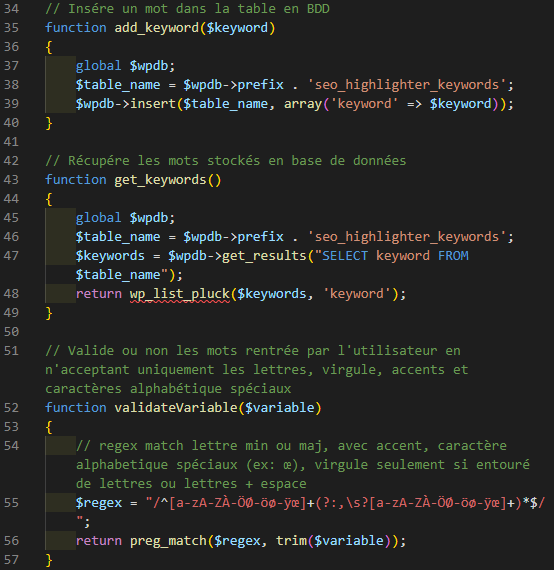 34 // Insére un mot dans la table en BDD
35 function add_keyword($keyword)
36 {
37 global $wpdb;
38 $table_name = $wpdb->prefix . 'seo_highlighter_keywords';
39 $wpdb->insert($table_name, array('keyword' => $keyword));
40 }
41
42 // Récupére les mots stockés en base de données
43 function get_keywords()
44 {
45 global $wpdb;
46 $table_name = $wpdb->prefix . 'seo_highlighter_keywords';
47 $keywords = $wpdb->get_results("SELECT keyword FROM
$table_name");
48 return wp_list_pluck($keywords, 'keyword');
49 }
50
51 // Valide ou non les mots rentrée par l'utilisateur en
n'acceptant uniquement les lettres, virgule, accents et
caractères alphabétique spéciaux
52 function validateVariable($variable)
53 {
54 // regex match lettre min ou maj, avec accent, caractère
alphabetique spéciaux (ex: œ), virgule seulement si entouré
de lettres ou lettres + espace
55 $regex = "/^[a-zA-ZÀ-ÖØ-öø-ÿœ]+(?:,\s?[a-zA-ZÀ-ÖØ-öø-ÿœ]+)*$/
";
56 return preg_match($regex, trim($variable));
57 }